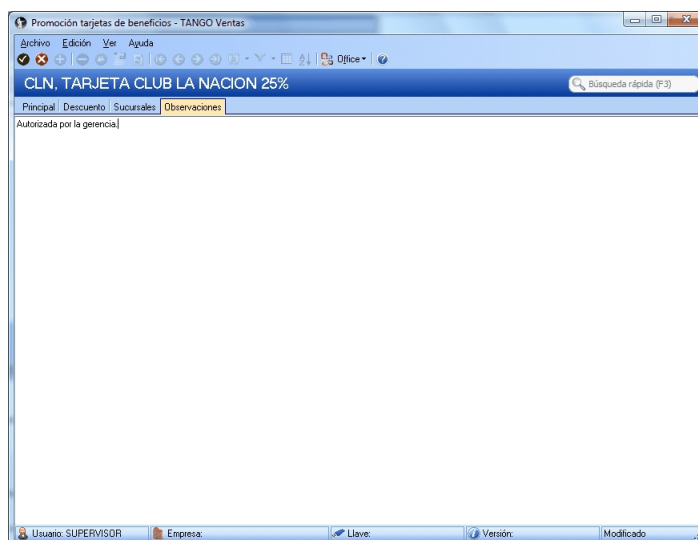 Promoción tarjetas de beneficios - TANGO Ventas
Archivo Edición Ver Ayuda
Office
CLN, TARJETA CLUB LA NACION 25%
Búsqueda rápida (F3)
Principal Descuento Sucursales Observaciones
Autorizada por la gerencia.
Usuario: SUPERVISOR Empresa: Llave: Versión: Modificado